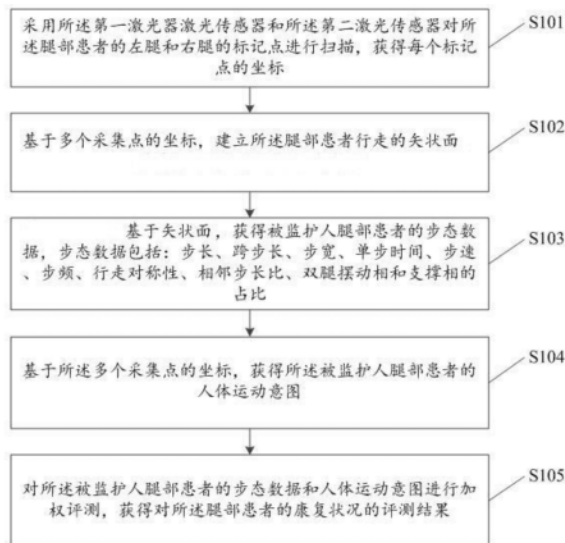 采用所述第一激光器激光传感器和所述第二激光传感器对所
述腿部患者的左腿和右腿的标记点进行扫描，获得每个标记
点的坐标
S101
基于多个采集点的坐标，建立所述腿部患者行走的矢状面
S102
基于矢状面，获得被监护人腿部患者的步态数
据，步态数据包括：步长、跨步长、步宽、单步时间、步速
、步频、行走对称性、相邻步长比、双腿摆动相和支撑相的
占比
S103
基于所述多个采集点的坐标，获得所述被监护人腿部患者的
人体运动意图
S104
对所述被监护人腿部患者的步态数据和人体运动意图进行加
权评测，获得对所述腿部患者的康复状况的评测结果
S105